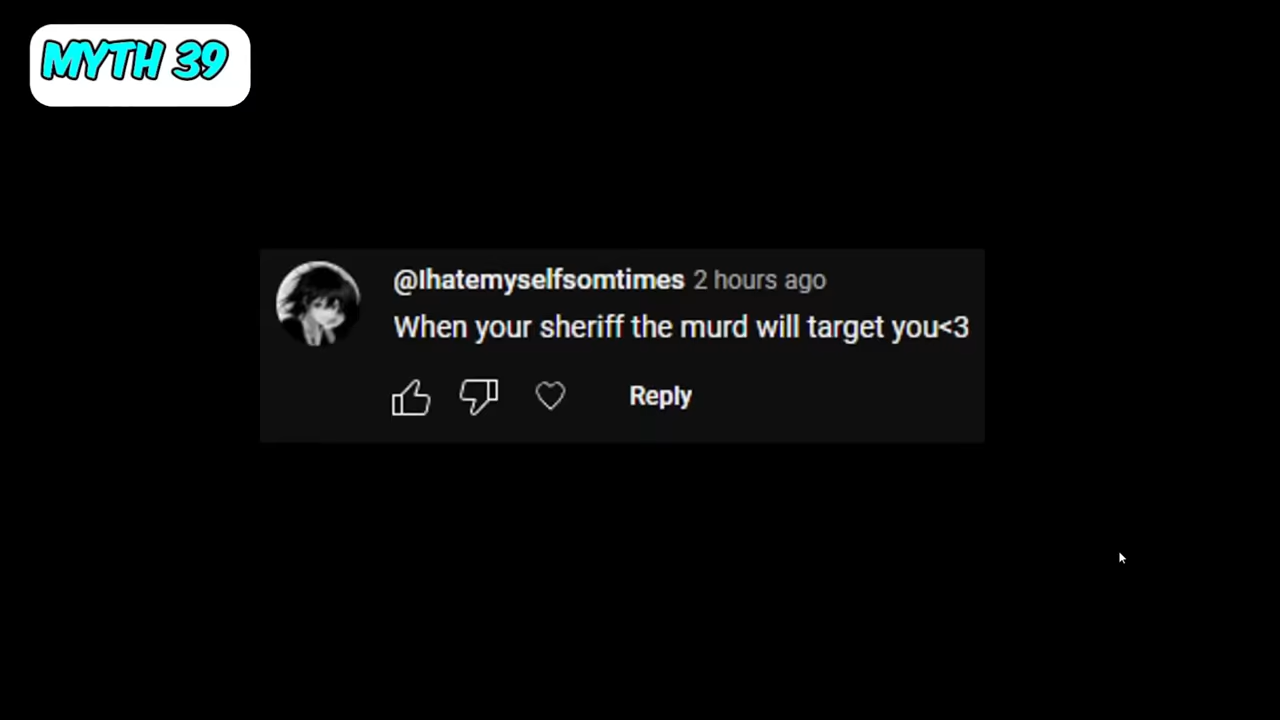 MYTH 39
@Ihatemyselfsomtimes 2 hours ago
When your sheriff the murd will target you<3
Reply